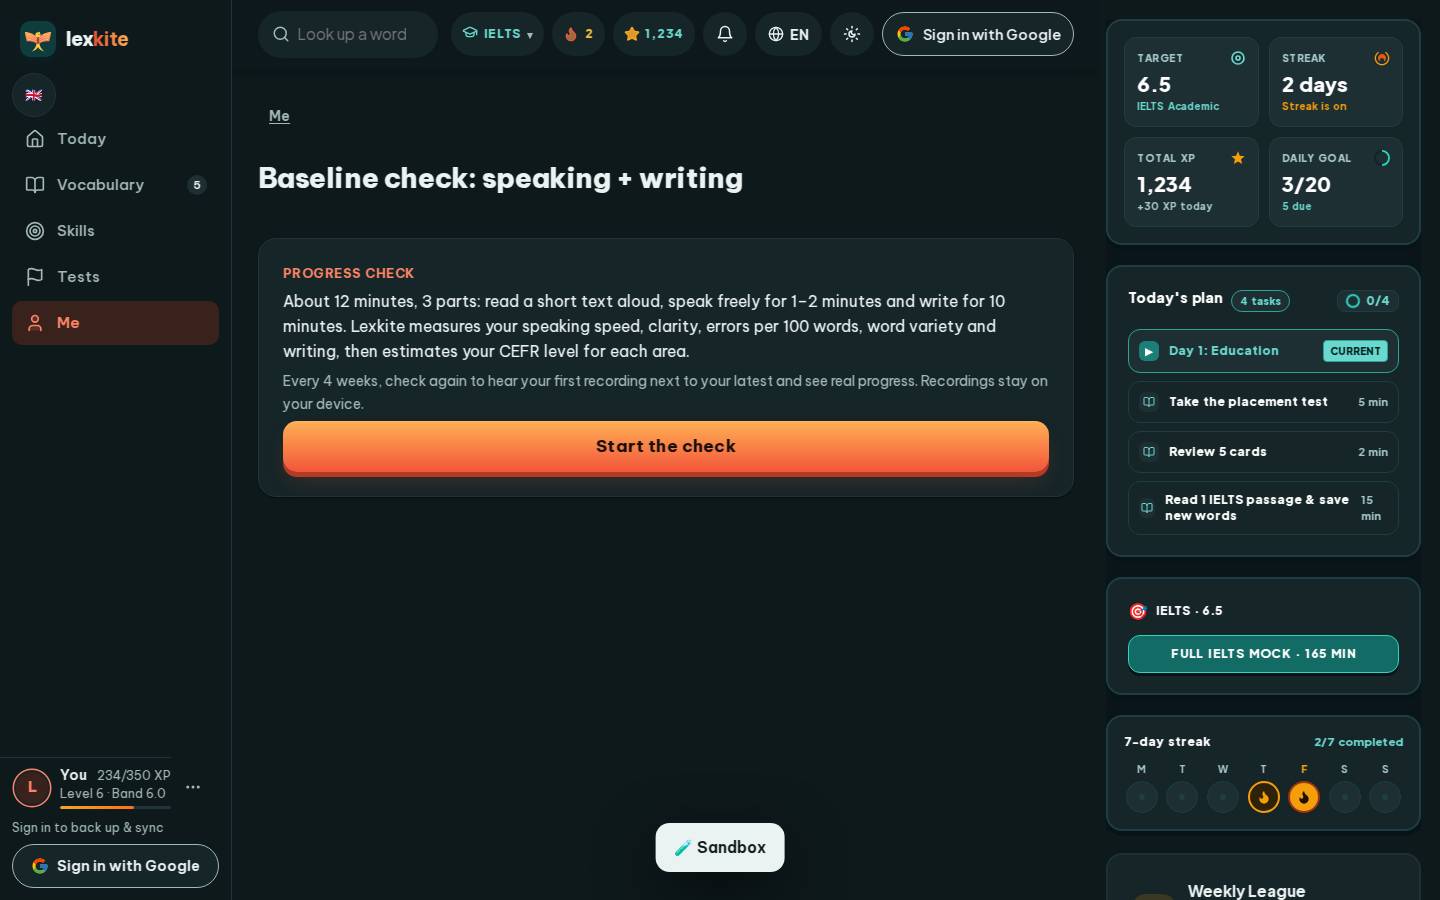 lexkite
Today
Vocabulary 5
Skills
Tests
Me
You 234/350 XP
Level 6 · Band 6.0
Sign in to back up & sync
Sign in with Google
Look up a word
IELTS ▾
2
1,234
EN
Sign in with Google
Me
Baseline check: speaking + writing
PROGRESS CHECK
About 12 minutes, 3 parts: read a short text aloud, speak freely for 1–2 minutes and write for 10
minutes. Lexkite measures your speaking speed, clarity, errors per 100 words, word variety and
writing, then estimates your CEFR level for each area.
Every 4 weeks, check again to hear your first recording next to your latest and see real progress. Recordings stay on
your device.
Start the check
Sandbox
TARGET
6.5
IELTS Academic
STREAK
2 days
Streak is on
TOTAL XP
1,234
+30 XP today
DAILY GOAL
3/20
5 due
Today's plan 4 tasks 0/4
Day 1: Education CURRENT
Take the placement test 5 min
Review 5 cards 2 min
Read 1 IELTS passage & save 15
new words min
IELTS · 6.5
FULL IELTS MOCK · 165 MIN
7-day streak 2/7 completed
M T W T F S S
Weekly League
L